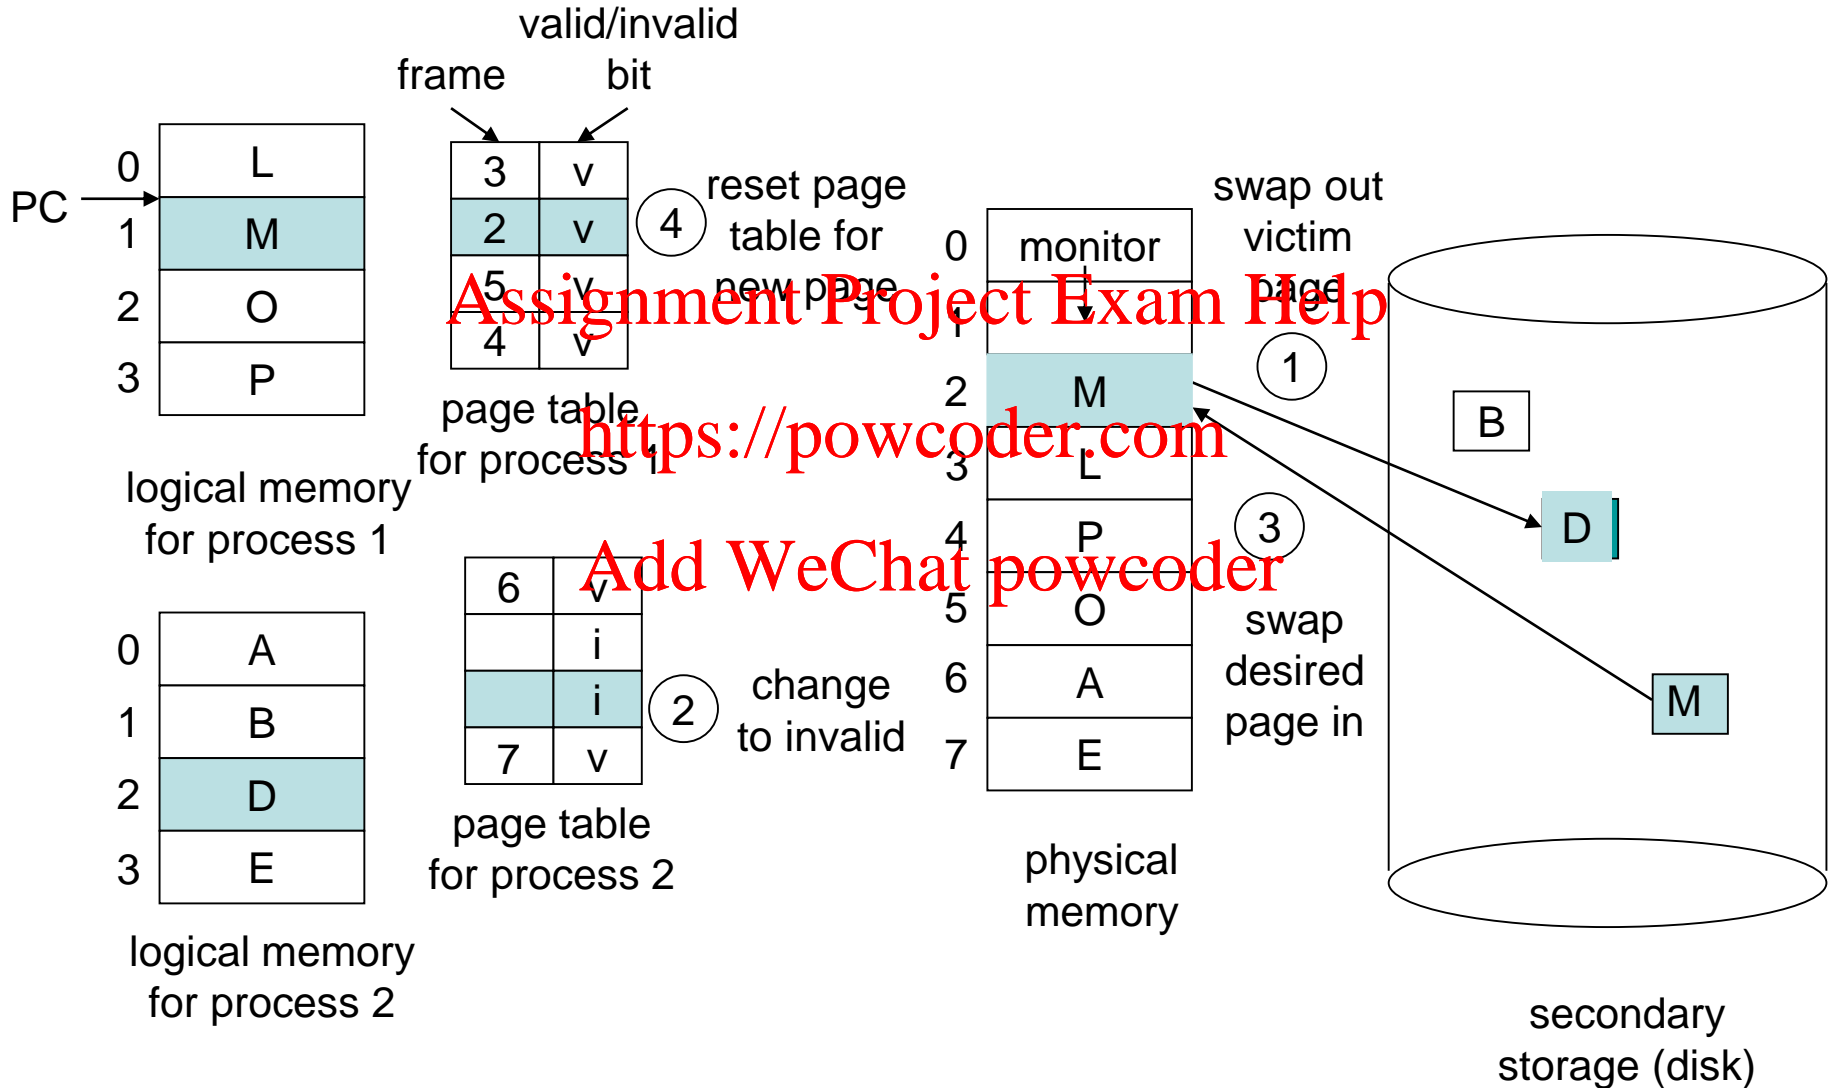 valid/invalid
frame
bit
PC
0
L
1
M
2
O
3
P
3
v
2
v
5
v
4
v
4
reset page
table for
new page
page table
for process 1
logical memory
for process 1
0
A
1
B
2
D
3
E
logical memory
for process 2
6
v
i
i
7
v
2
change
to invalid
page table
for process 2
0
monitor
1
2
M
3
L
4
P
5
O
6
A
7
E
physical
memory
swap out
victim
page
1
3
swap
desired
page in
B
D
M
secondary
storage (disk)
Assignment Project Exam Help
https://powcoder.com
Add WeChat powcoder